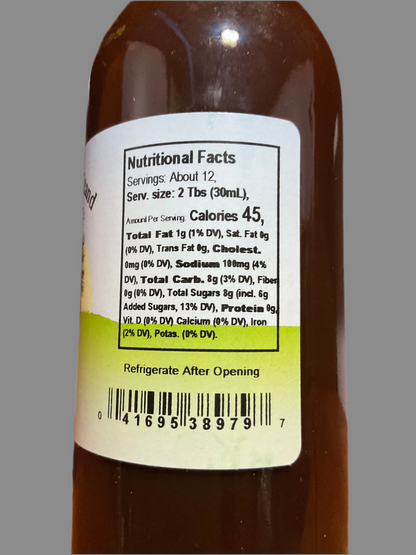 and
Nutritional Facts
Servings: About 12,
Serv. size: 2 Tbs (30mL),
Amount Per Serving: Calories 45,
Total Fat 1g (1% DV), Sat. Fat 0g
(0% DV), Trans Fat 0g, Cholest.
0mg (0% DV), Sodium 100mg (4%
DV), Total Carb. 8g (3% DV), Fiber
0g (0% DV), Total Sugars 8g (incl. 6g
Added Sugars, 13% DV), Protein 0g,
Vit. D (0% DV) Calcium (0% DV), Iron
(2% DV), Potas. (0% DV).
Refrigerate After Opening
0 41695 38979 7